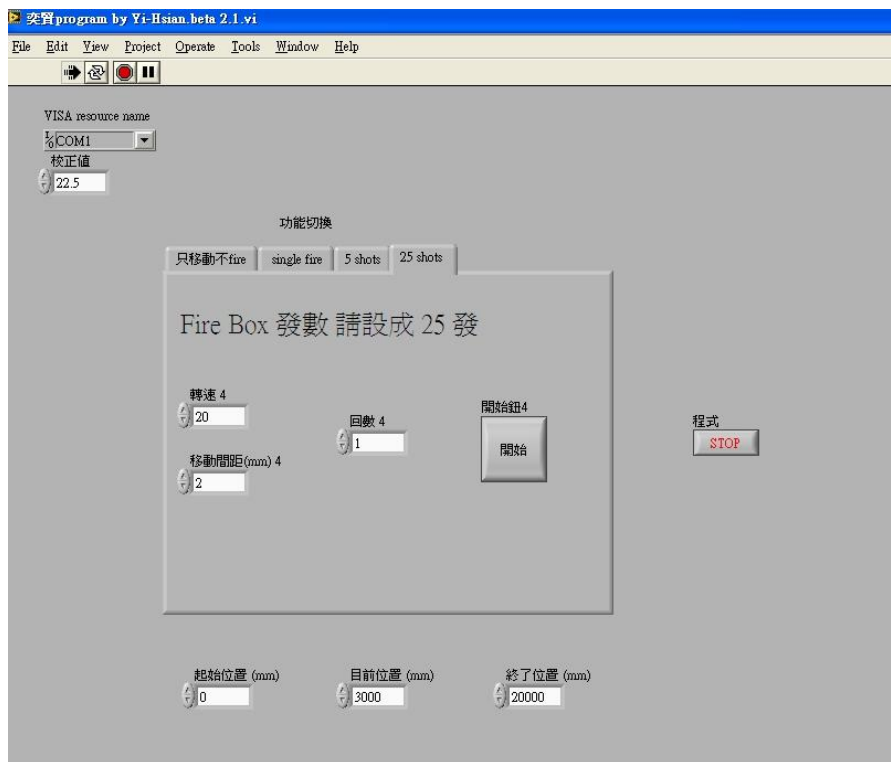 奕賢program by Yi-Hsian.beta 2.1.vi
File Edit View Project Operate Tools Window Help
VISA resource name
I/O COM1
校正值
22.5
功能切換
只移動不fire single fire 5 shots 25 shots
Fire Box 發數 請設成 25 發
轉速 4
20
回數 4
1
開始鈕4
開始
移動間距(mm) 4
2
程式
STOP
起始位置 (mm) 目前位置 (mm) 終了位置 (mm)
0 3000 20000